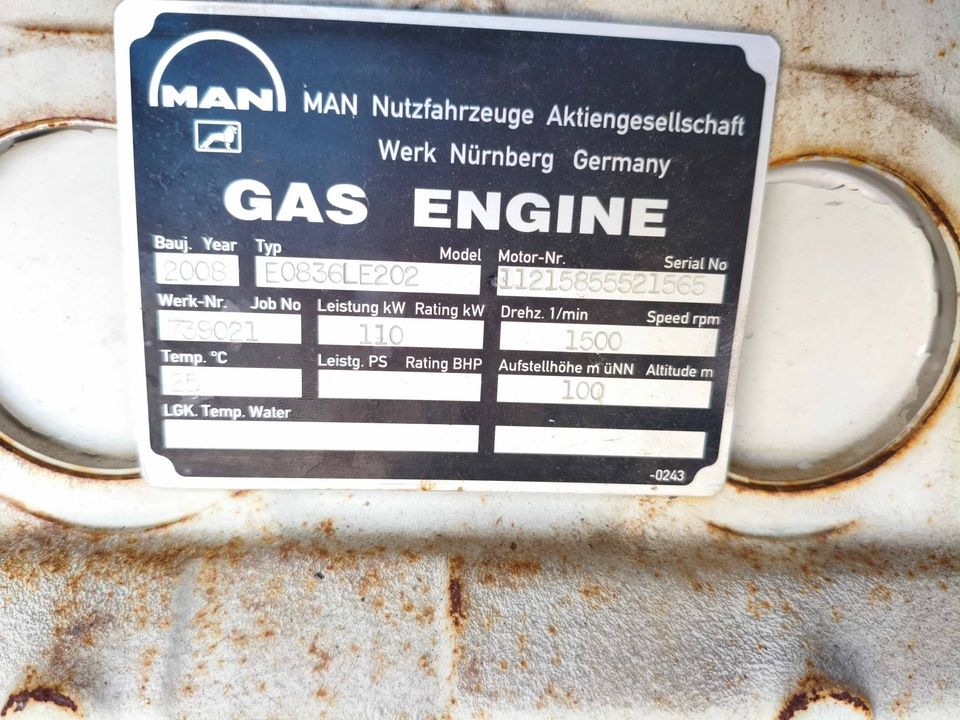 MAN
MAN Nutzfahrzeuge Aktiengesellschaft
Werk Nürnberg Germany
GAS ENGINE
Bauj. Year Typ Model Motor-Nr. Serial No
2008 E0836LE202 11215855521565
Werk-Nr. Job No Leistung kW Rating kW Drehz. 1/min Speed rpm
739021 110 1500
Temp. °C Leistg. PS Rating BHP Aufstellhöhe m üNN Altitude m
25 100
LGK. Temp. Water
-0243